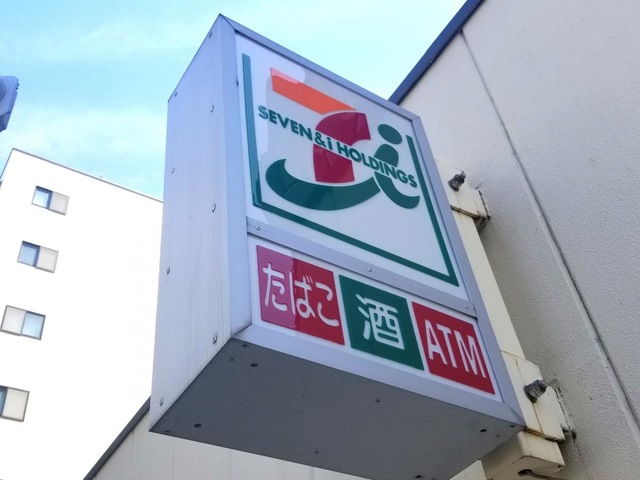 SEVEN & i HOLDINGS
たばこ 酒 ATM